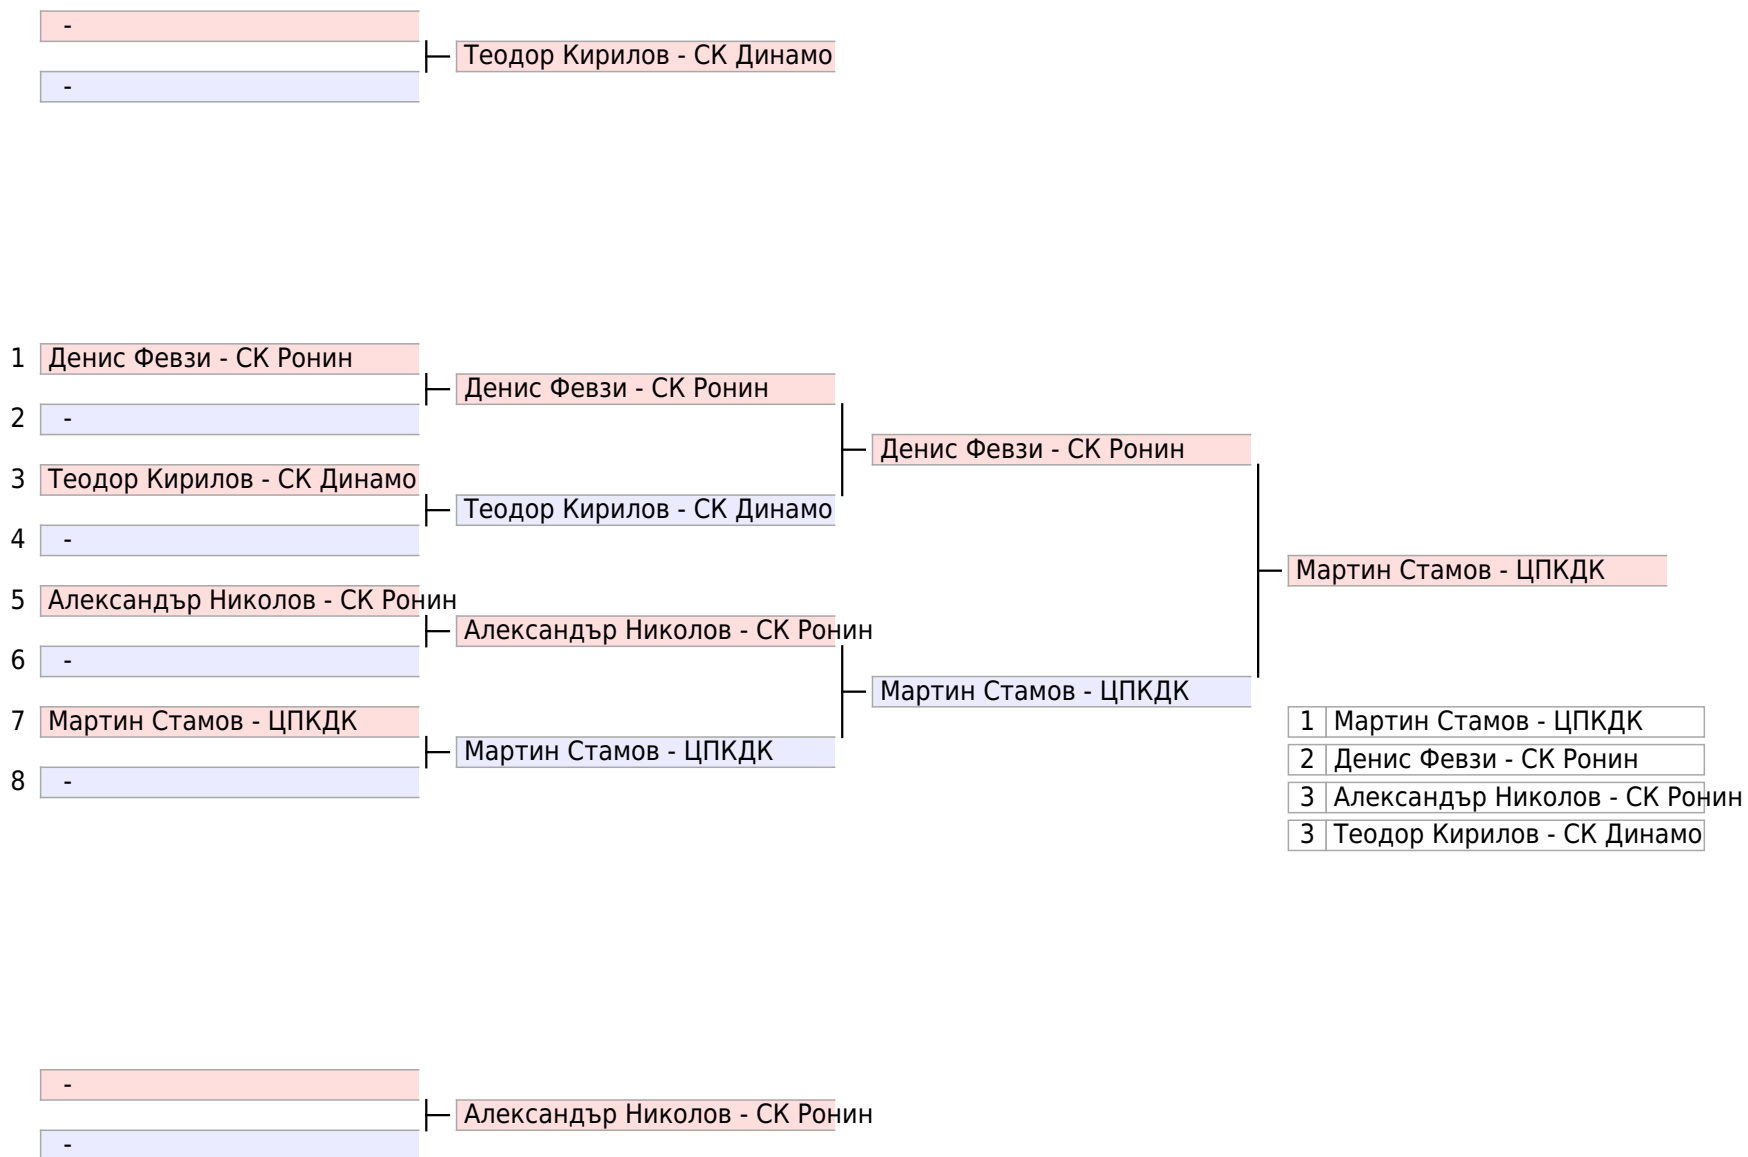 -
Теодор Кирилов - СК Динамо
-
1 Денис Февзи - СК Ронин
Денис Февзи - СК Ронин
2 -
Денис Февзи - СК Ронин
3 Теодор Кирилов - СК Динамо
Теодор Кирилов - СК Динамо
4 -
Мартин Стамов - ЦПКДК
5 Александър Николов - СК Ронин
Александър Николов - СК Ронин
6 -
Мартин Стамов - ЦПКДК
7 Мартин Стамов - ЦПКДК
Мартин Стамов - ЦПКДК
8 -
1 Мартин Стамов - ЦПКДК
2 Денис Февзи - СК Ронин
3 Александър Николов - СК Ронин
3 Теодор Кирилов - СК Динамо
-
Александър Николов - СК Ронин
-